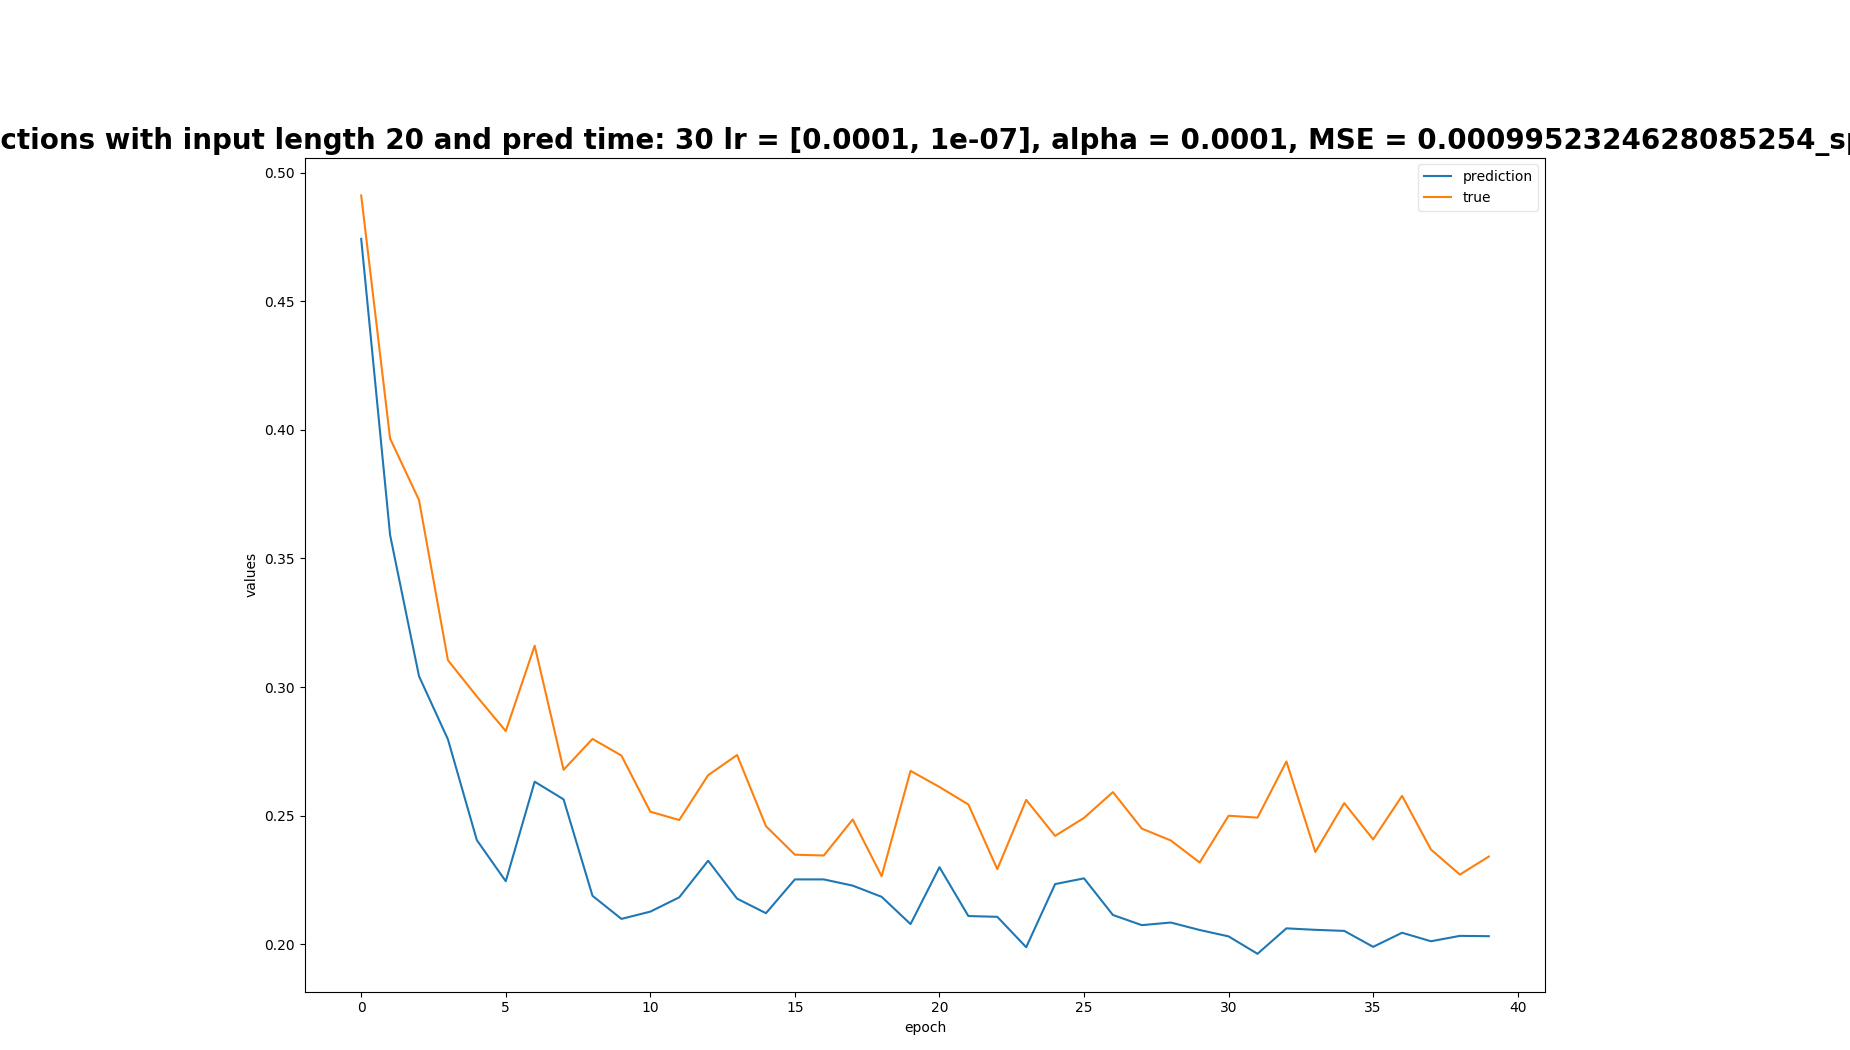 ctions with input length 20 and pred time: 30 lr = [0.0001, 1e-07], alpha = 0.0001, MSE = 0.0009952324628085254_sp
prediction
true
0.50
0.45
0.40
0.35
0.30
0.25
0.20
values
0 5 10 15 20 25 30 35 40
epoch